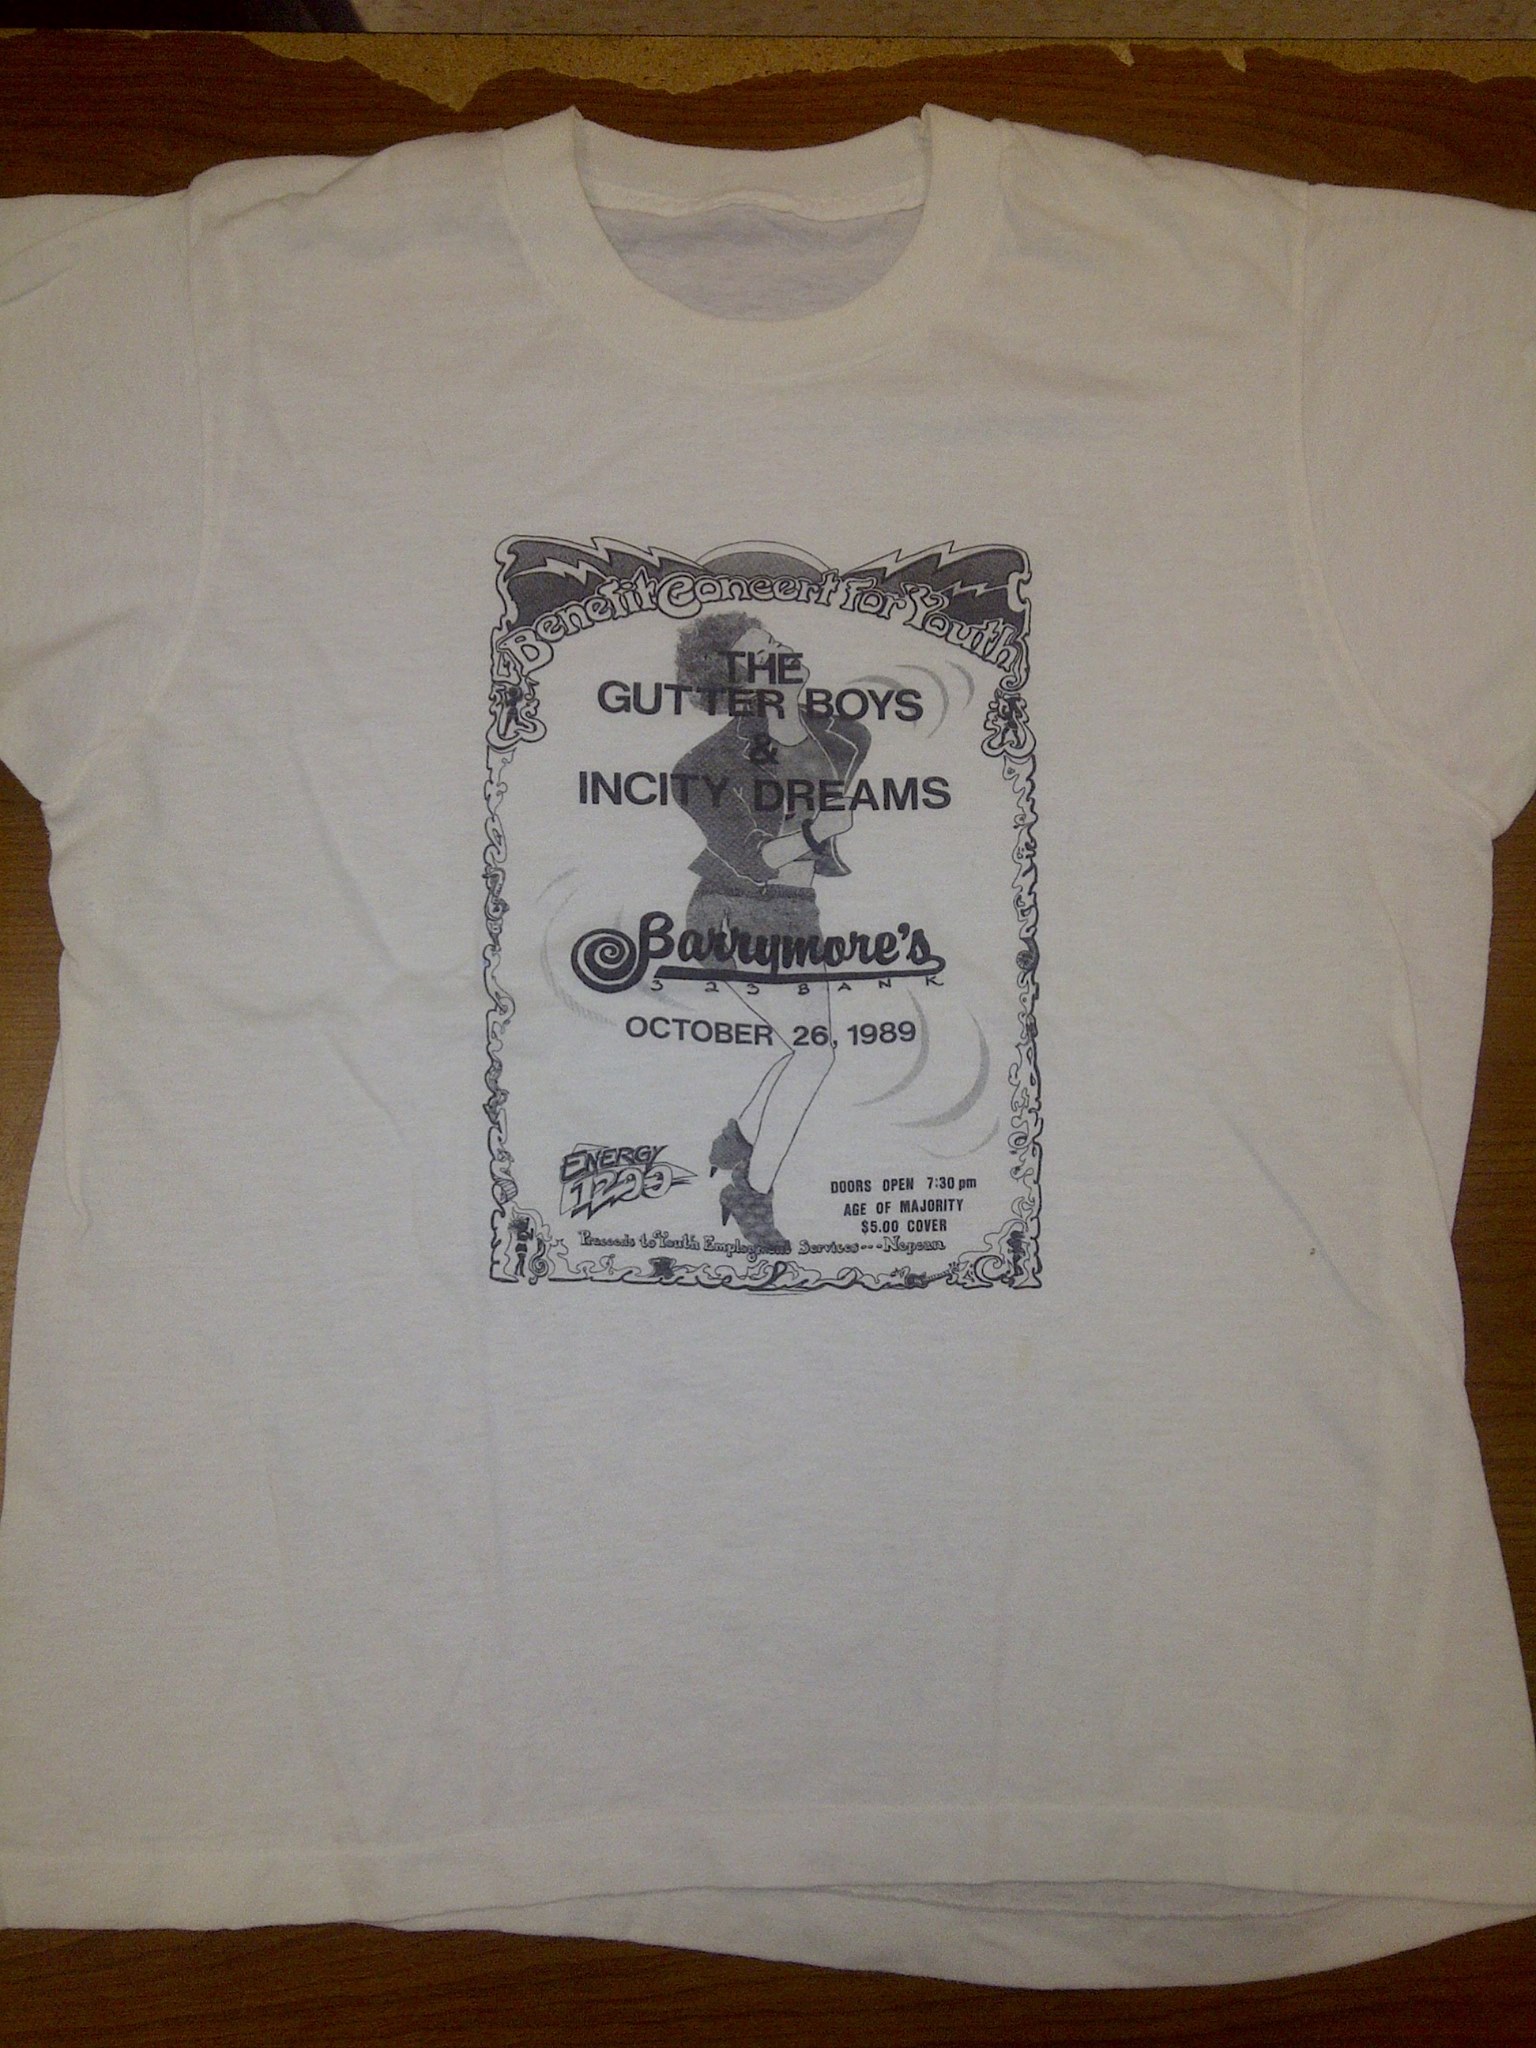 Benefit Concert For Youth
THE
GUTTER BOYS
&
INCITY DREAMS
Barrymore's
323 BANK
OCTOBER 26, 1989
ENERGY
1200
DOORS OPEN 7:30 pm
AGE OF MAJORITY
$5.00 COVER
Proceeds to Youth Employment Services---Nepean